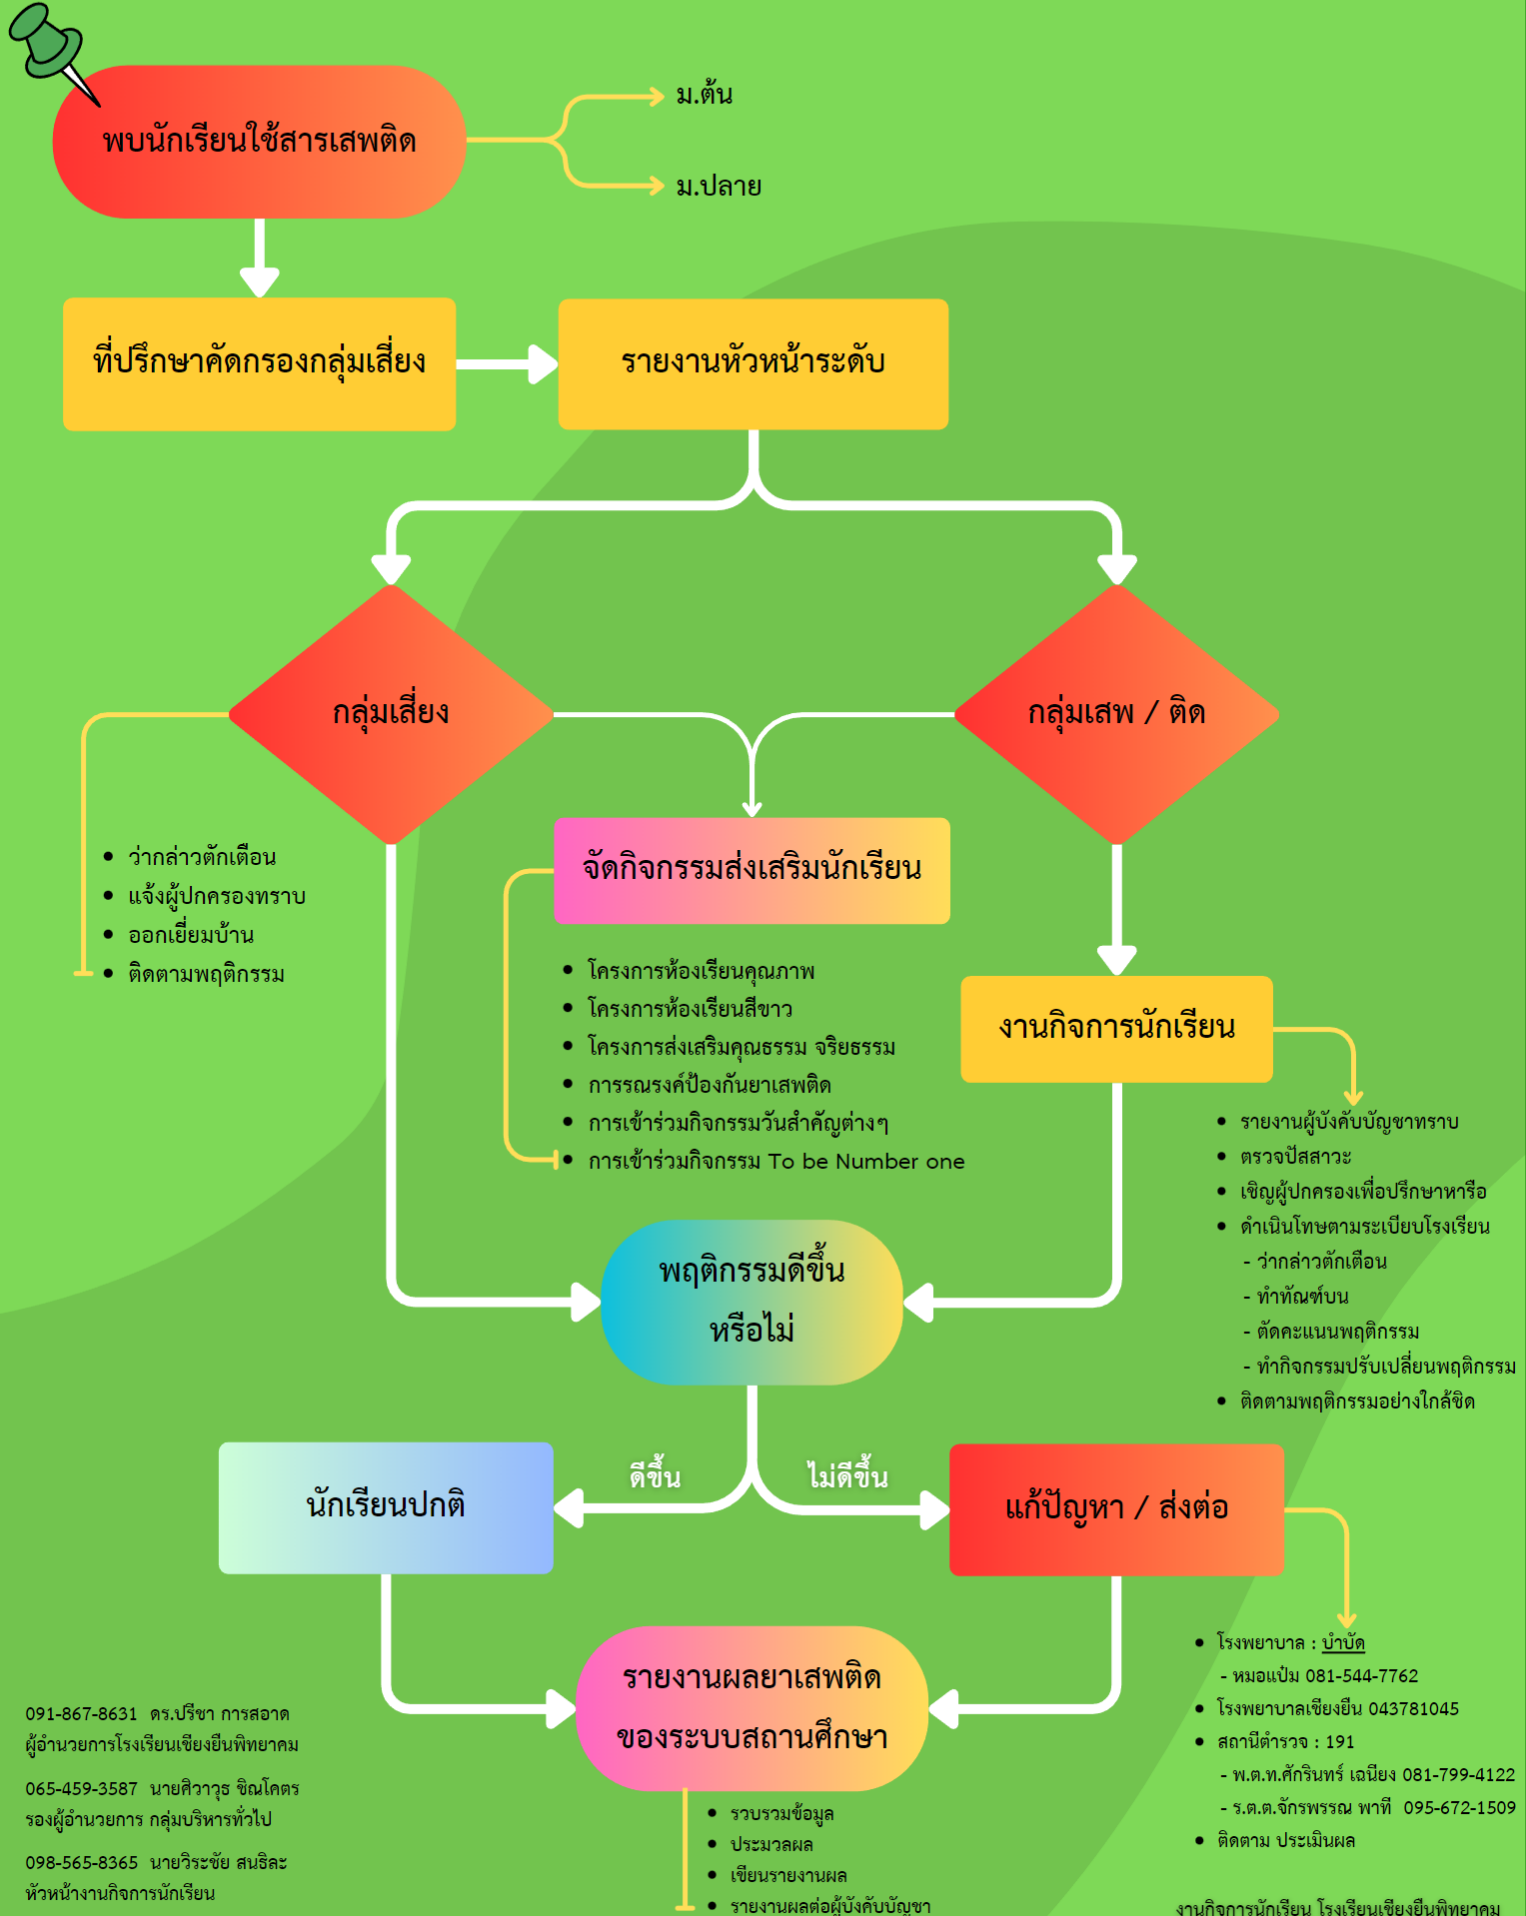 พบนักเรียนใช้สารเสพติด
ม.ต้น
ม.ปลาย
ที่ปรึกษาคัดกรองกลุ่มเสี่ยง
รายงานหัวหน้าระดับ
กลุ่มเสี่ยง
กลุ่มเสพ / ติด
• ว่ากล่าวตักเตือน
• แจ้งผู้ปกครองทราบ
• ออกเยี่ยมบ้าน
• ติดตามพฤติกรรม
จัดกิจกรรมส่งเสริมนักเรียน
• โครงการห้องเรียนคุณภาพ
• โครงการห้องเรียนสีขาว
• โครงการส่งเสริมคุณธรรม จริยธรรม
• การรณรงค์ป้องกันยาเสพติด
• การเข้าร่วมกิจกรรมวันสำคัญต่างๆ
• การเข้าร่วมกิจกรรม To be Number one
งานกิจการนักเรียน
• รายงานผู้บังคับบัญชาทราบ
• ตรวจปัสสาวะ
• เชิญผู้ปกครองเพื่อปรึกษาหารือ
• ดำเนินโทษตามระเบียบโรงเรียน
- ว่ากล่าวตักเตือน
- ทำทัณฑ์บน
- ตัดคะแนนพฤติกรรม
- ทำกิจกรรมปรับเปลี่ยนพฤติกรรม
• ติดตามพฤติกรรมอย่างใกล้ชิด
พฤติกรรมดีขึ้น
หรือไม่
ดีขึ้น
ไม่ดีขึ้น
นักเรียนปกติ
แก้ปัญหา / ส่งต่อ
• โรงพยาบาล : บำบัด
- หมอแป๋ม 081-544-7762
• โรงพยาบาลเชียงยืน 043781045
• สถานีตำรวจ : 191
- พ.ต.ท.ศักรินทร์ เฉนียง 081-799-4122
- ร.ต.ต.จักรพรรณ พาที 095-672-1509
• ติดตาม ประเมินผล
รายงานผลยาเสพติด
ของระบบสถานศึกษา
• รวบรวมข้อมูล
• ประมวลผล
• เขียนรายงานผล
• รายงานผลต่อผู้บังคับบัญชา
091-867-8631 ดร.ปรีชา การสอาด
ผู้อำนวยการโรงเรียนเชียงยืนพิทยาคม
065-459-3587 นายศิวาวุธ ชิณโคตร
รองผู้อำนวยการ กลุ่มบริหารทั่วไป
098-565-8365 นายวิระชัย สนธิละ
หัวหน้างานกิจการนักเรียน
งานกิจการนักเรียน โรงเรียนเชียงยืนพิทยาคม